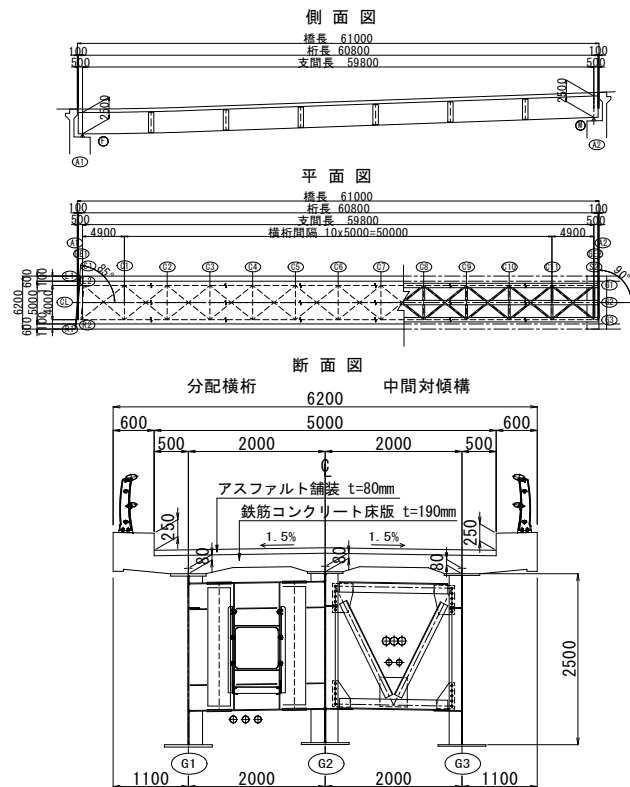 側面図
橋長 61000
100 桁長 60800 100
500 支間長 59800 500
2500 2500
F M
A1 A2
平面図
橋長 61000
100 桁長 60800 100
500 支間長 59800 500
4900 横桁間隔 10x5000=50000 4900
A1 A2
85° C1 C2 C3 C4 C5 C6 C7 C8 C9 C10 C11 90°
6200 5000 4000
600 1100
CL
G1
G2
600 1100 G3
断面図
分配横桁 中間対傾構
6200
600 5000 600
500 2000 2000 500
C
L
アスファルト舗装 t=80mm
鉄筋コンクリート床版 t=190mm
250 1.5% 1.5% 250
80 80 80
2500
G1 G2 G3
1100 2000 2000 1100